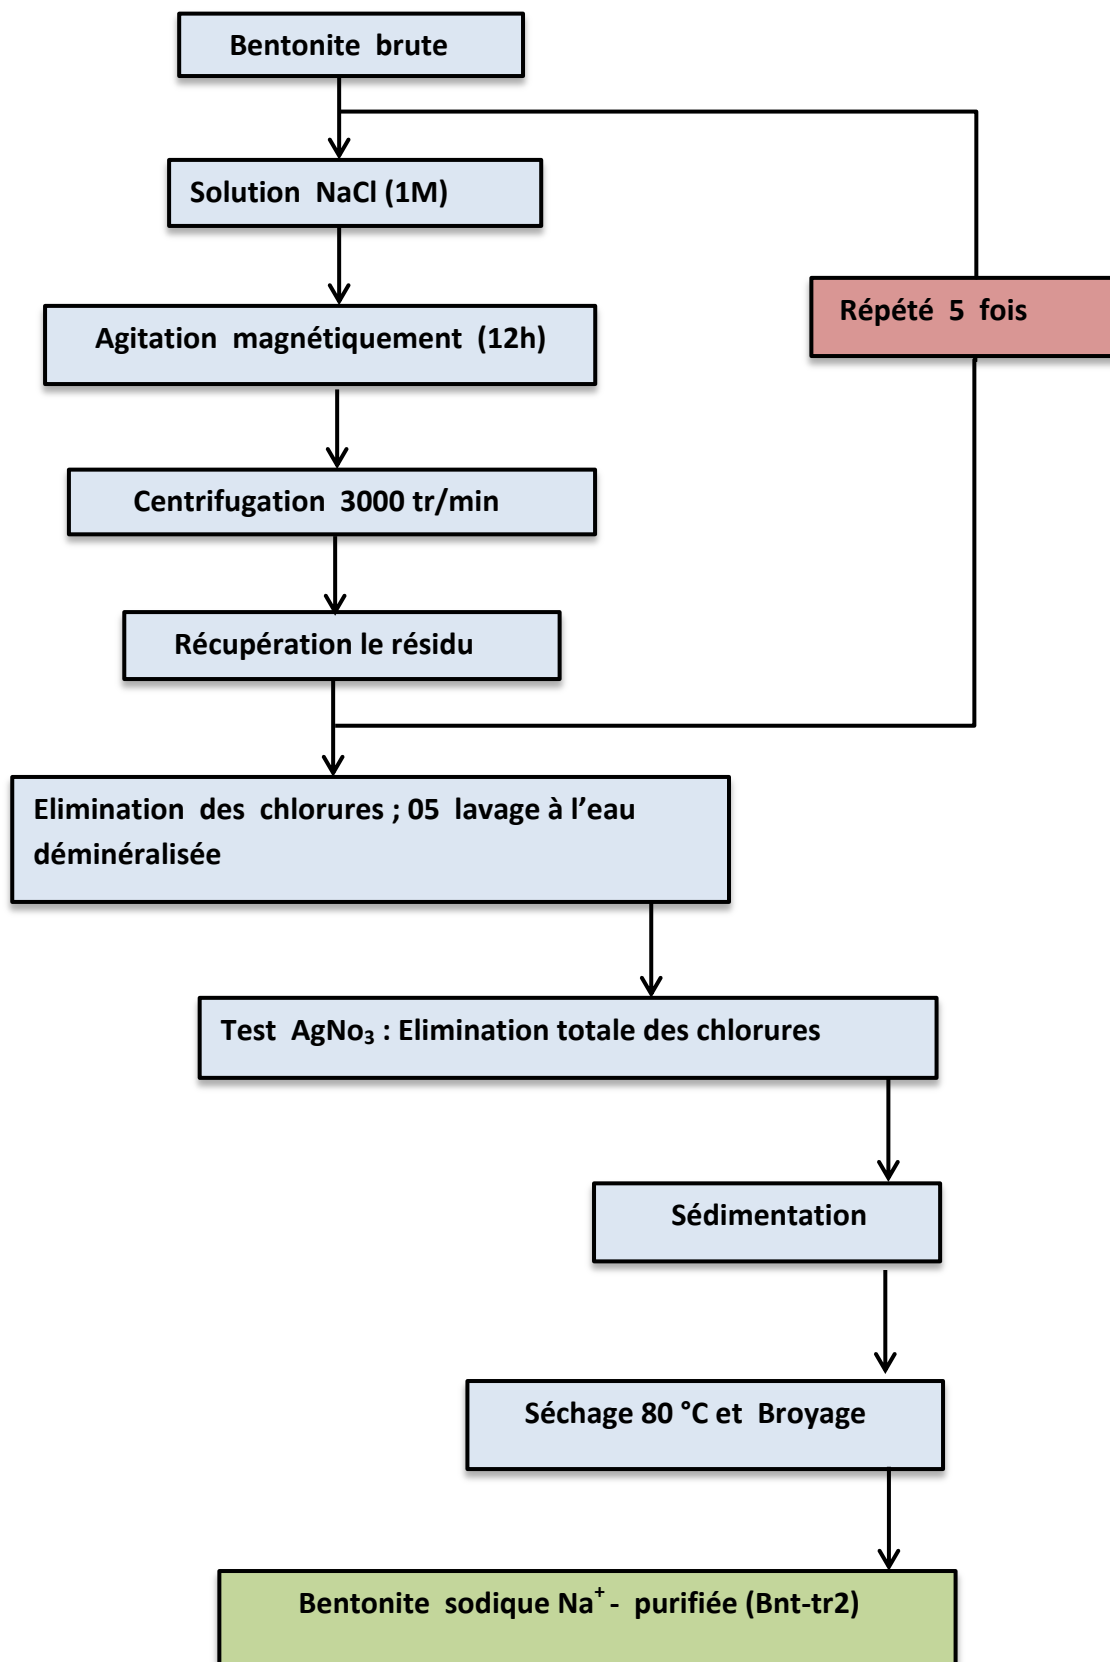 Bentonite brute
Solution NaCl (1M)
Répété 5 fois
Agitation magnétiquement (12h)
Centrifugation 3000 tr/min
Récupération le résidu
Elimination des chlorures ; 05 lavage à l’eau
déminéralisée
Test AgNo₃ : Elimination totale des chlorures
Sédimentation
Séchage 80 °C et Broyage
Bentonite sodique Na⁺ - purifiée (Bnt-tr2)